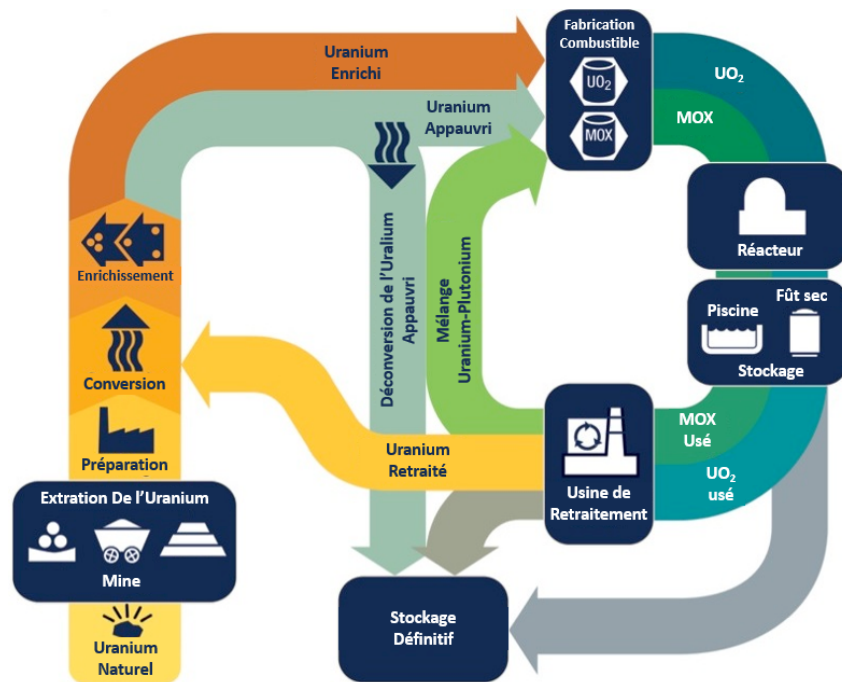 Fabrication
Combustible
UO₂
MOX
Uranium
Enrichi
UO₂
Uranium
Appauvri
MOX
Réacteur
Enrichissement
Déconversion de l'Uralium
Appauvri
Mélange
Uranium-Plutonium
Piscine
Fût sec
Stockage
Conversion
Uranium
Retraité
MOX
Usé
Préparation
UO₂
usé
Usine de
Retraitement
Extration De l'Uranium
Mine
Stockage
Définitif
Uranium
Naturel